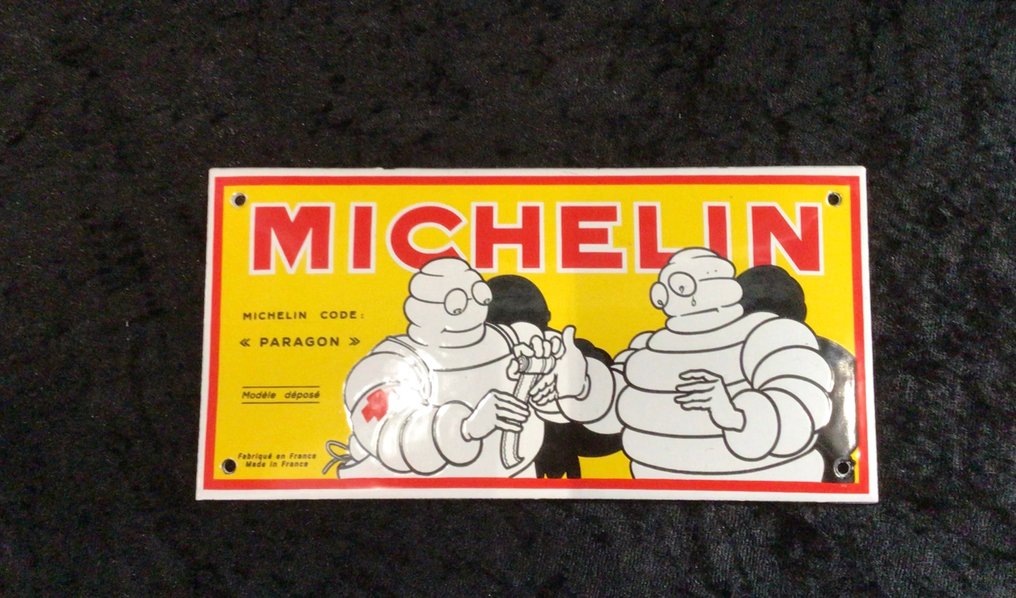 MICHELIN
MICHELIN CODE:
« PARAGON »
Modèle déposé
Fabriqué en France
Made in France